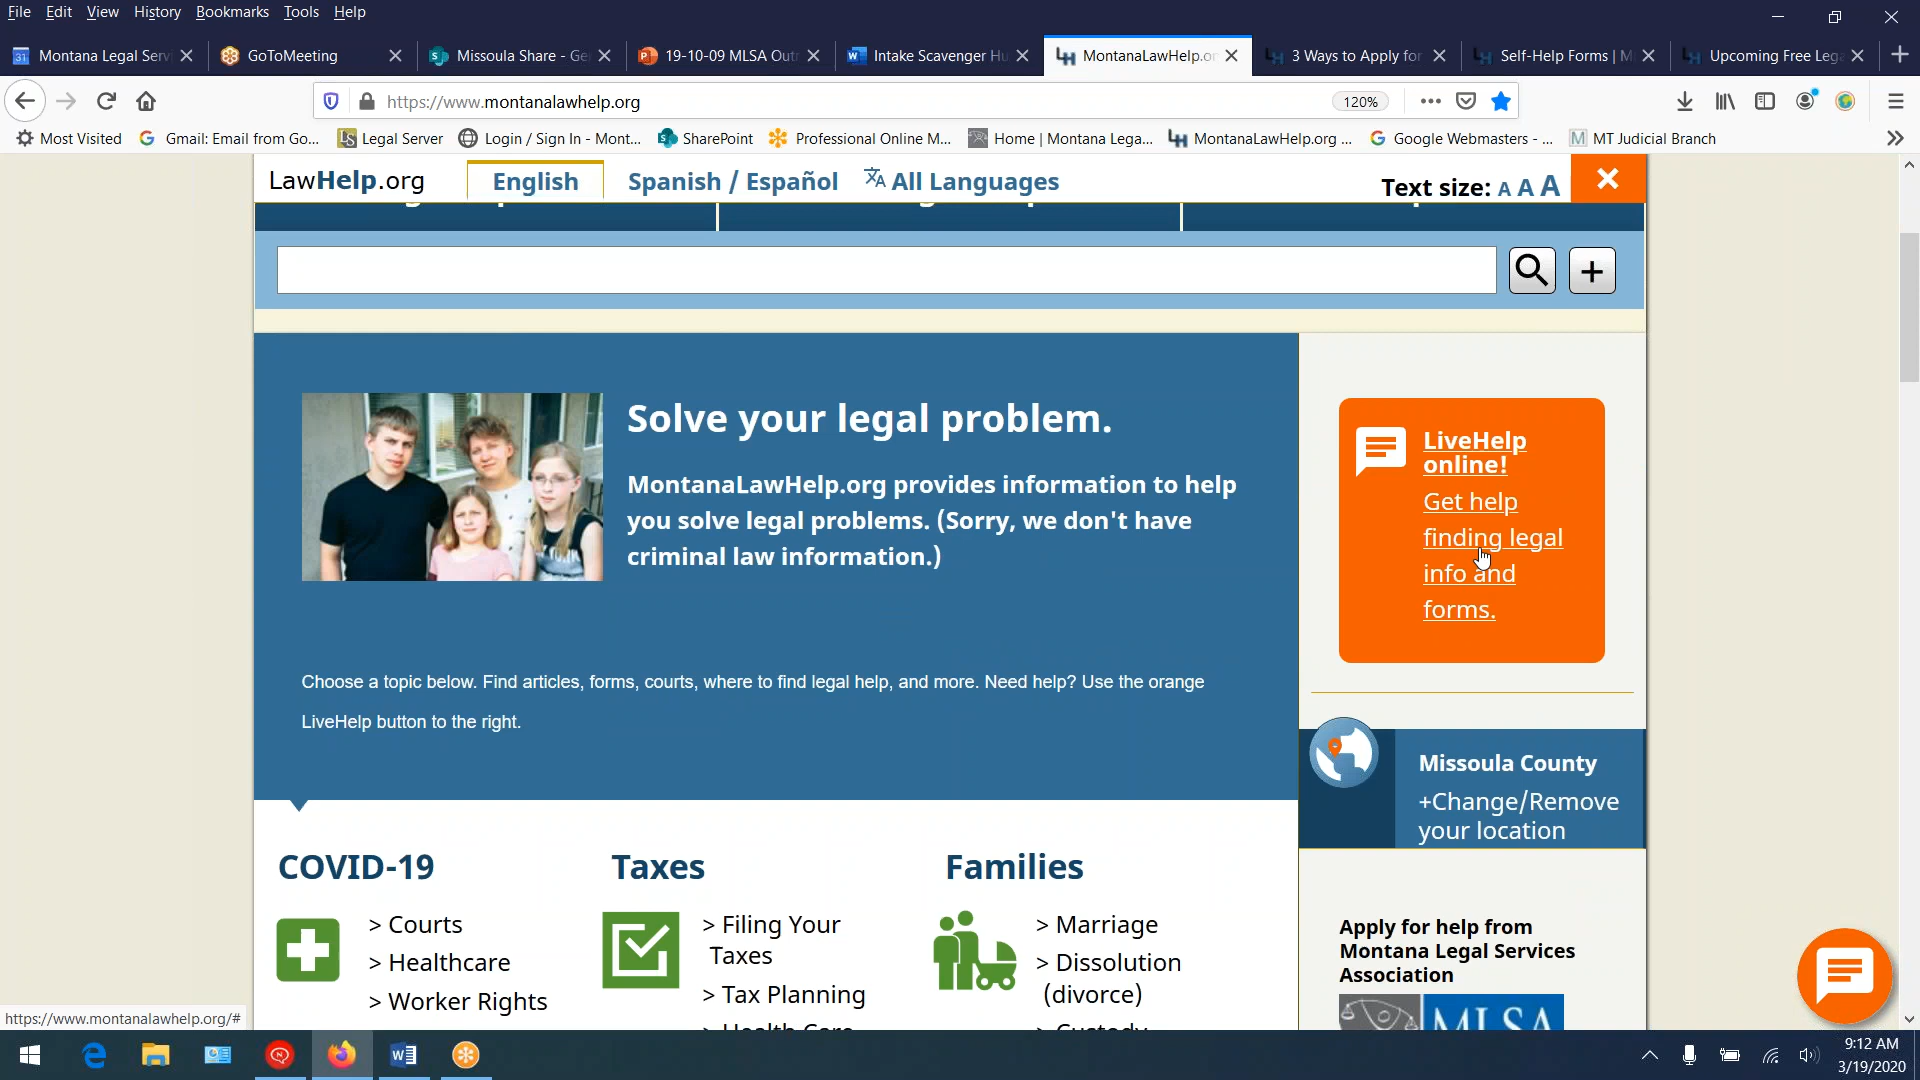 File Edit View History Bookmarks Tools Help
31 Montana Legal Serv GoToMeeting Missoula Share - Ge 19-10-09 MLSA Out Intake Scavenger Hu MontanaLawHelp.or 3 Ways to Apply for Self-Help Forms | M Upcoming Free Leg
https://www.montanalawhelp.org 120%
Most Visited Gmail: Email from Go... Legal Server Login / Sign In - Mont... SharePoint Professional Online M... Home | Montana Lega... MontanaLawHelp.org ... Google Webmasters - ... MT Judicial Branch
LawHelp.org English Spanish / Español All Languages Text size: A A A
Solve your legal problem.
MontanaLawHelp.org provides information to help
you solve legal problems. (Sorry, we don't have
criminal law information.)
Choose a topic below. Find articles, forms, courts, where to find legal help, and more. Need help? Use the orange
LiveHelp button to the right.
LiveHelp
online!
Get help
finding legal
info and
forms.
Missoula County
+Change/Remove
your location
COVID-19
> Courts
> Healthcare
> Worker Rights
Taxes
> Filing Your
Taxes
> Tax Planning
> Health Care
Families
> Marriage
> Dissolution
(divorce)
> Custody
Apply for help from
Montana Legal Services
Association
MLSA
https://www.montanalawhelp.org/#
9:12 AM
3/19/2020